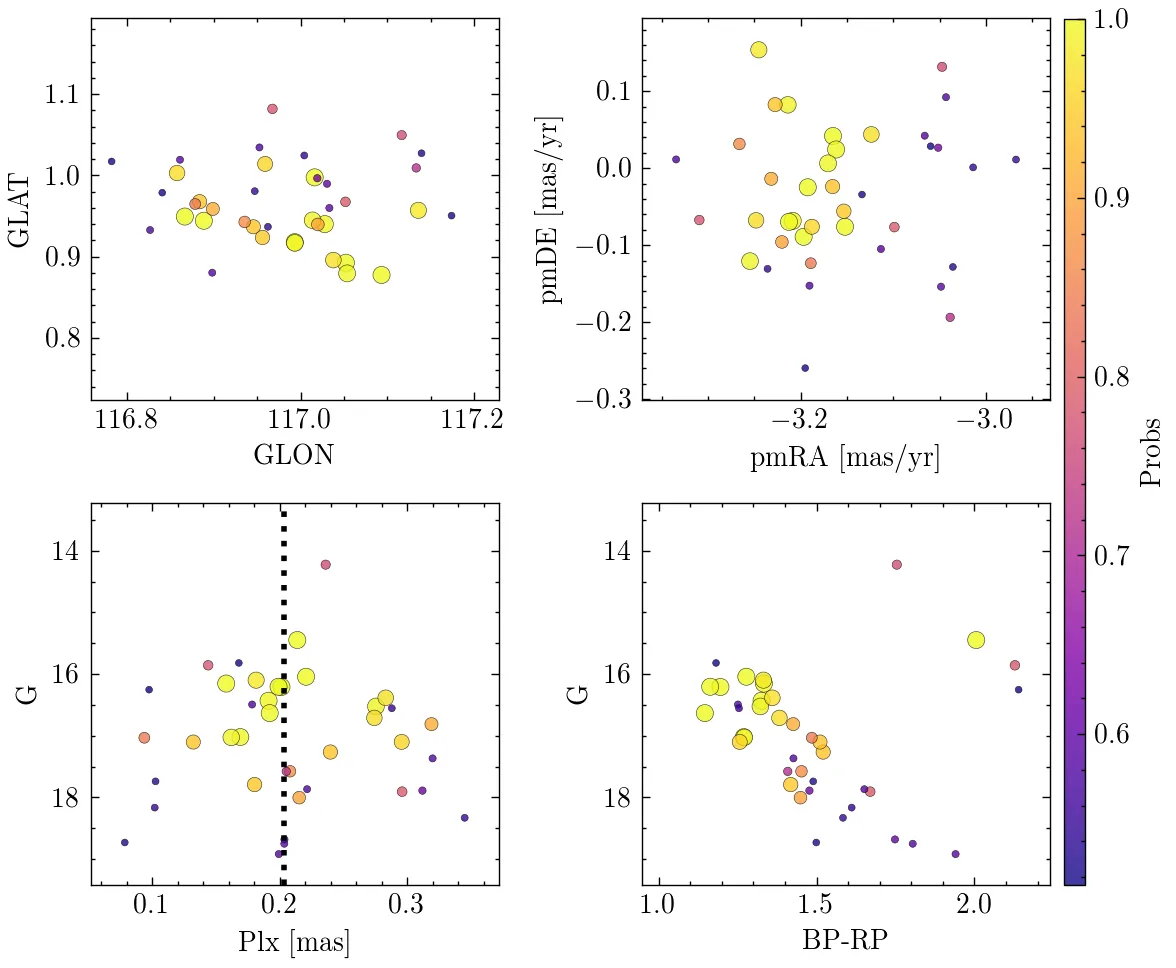 1.1
1.0
0.9
0.8
GLAT
116.8 117.0 117.2
GLON
0.1
0.0
−0.1
−0.2
−0.3
pmDE [mas/yr]
−3.2 −3.0
pmRA [mas/yr]
14
16
18
G
0.1 0.2 0.3
Plx [mas]
14
16
18
G
1.0 1.5 2.0
BP-RP
1.0
0.9
0.8
0.7
0.6
Probs